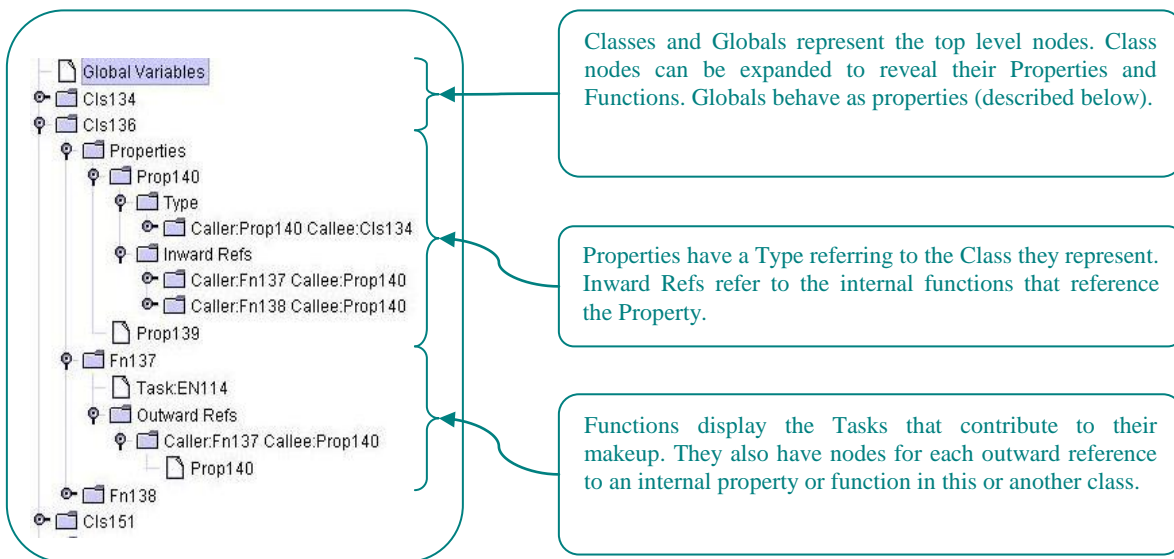 Global Variables
Cls134
Cls136
Properties
Prop140
Type
Caller:Prop140 Callee:Cls134
Inward Refs
Caller:Fn137 Callee:Prop140
Caller:Fn138 Callee:Prop140
Prop139
Fn137
Task:EN114
Outward Refs
Caller:Fn137 Callee:Prop140
Prop140
Fn138
Cls151
Classes and Globals represent the top level nodes. Class
nodes can be expanded to reveal their Properties and
Functions. Globals behave as properties (described below).
Properties have a Type referring to the Class they represent.
Inward Refs refer to the internal functions that reference
the Property.
Functions display the Tasks that contribute to their
makeup. They also have nodes for each outward reference
to an internal property or function in this or another class.